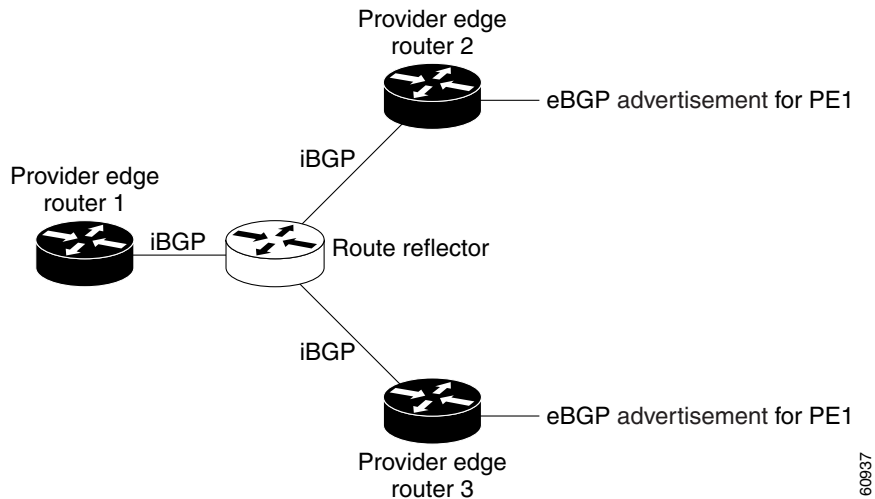 Provider edge
router 2
eBGP advertisement for PE1
iBGP
Provider edge
router 1
iBGP
Route reflector
iBGP
eBGP advertisement for PE1
Provider edge
router 3
60937